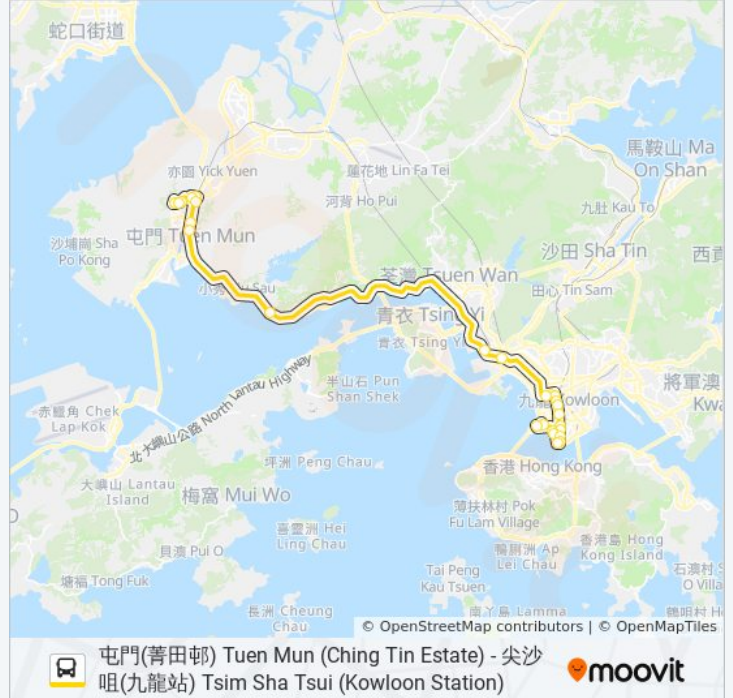 蛇口街道
馬鞍山 Ma
On Shan
亦園 Yick Yuen
蓮花地 Lin Fa Tei
河背 Ho Pui
九肚 Kau To
屯門 Tuen Mun
沙埔崗 Sha
Po Kong
沙田 Sha Tin
西貢
荃灣 Tsuen Wan
田心 Tin Sam
青衣 Tsing Yi
青衣 Tsing Yi
半山石 Pun
Shan Shek
北大嶼山公路 North Lantau Highway
赤鱲角 Chek
Lap Kok
九龍 Kowloon
將軍澳
香港 Hong Kong
坪洲 Peng Chau
大嶼山 Lantau
Island
梅窩 Mui Wo
薄扶林村 Pok
Fu Lam Village
喜靈洲 Hei
Ling Chau
貝澳 Pui O
鴨脷洲 Ap
Lei Chau
香港島 Hong
Kong Island
塘福 Tong Fuk
Tai Peng
Kau Tsuen
石澳村 S
O Villa
長洲 Cheung
Chau
南丫島 Lamma
鶴咀村 H
© OpenStreetMap contributors | © OpenMapTiles
屯門(菁田邨) Tuen Mun (Ching Tin Estate) - 尖沙
咀(九龍站) Tsim Sha Tsui (Kowloon Station)
moovit